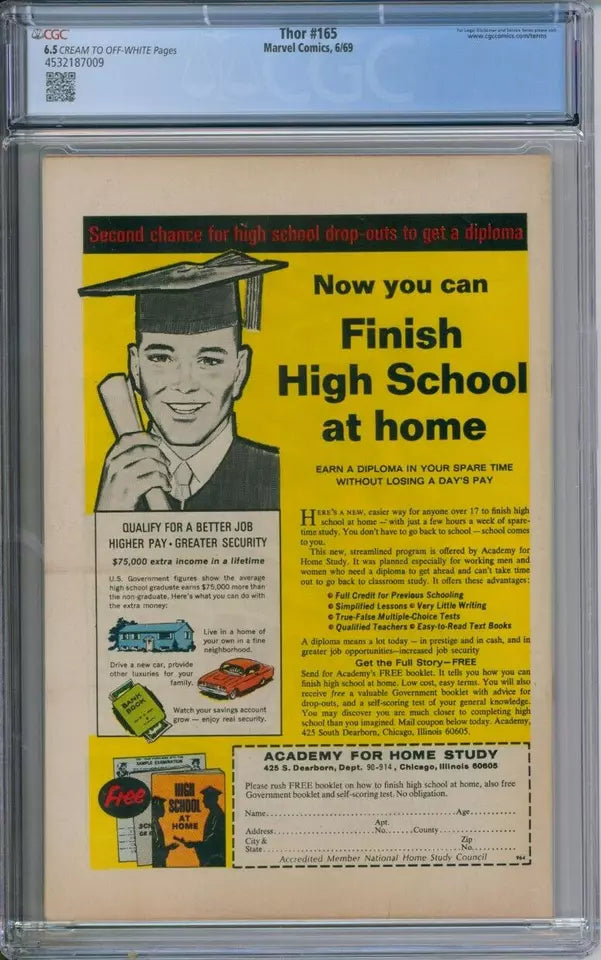 CGC
6.5 CREAM TO OFF-WHITE Pages
4532187009
Thor #165
Marvel Comics, 6/69
www.cgccomics.com/terms
CGC
Second chance for high school drop-outs to get a diploma
Now you can
Finish
High School
at home
EARN A DIPLOMA IN YOUR SPARE TIME
WITHOUT LOSING A DAY'S PAY
HERE'S A NEW, easier way for anyone over 17 to finish high
school at home — with just a few hours a week of spare-
time study. You don't have to go back to school — school comes
to you.
This new, streamlined program is offered by Academy for
Home Study. It was planned especially for working men and
women who need a diploma to get ahead and can't take time
out to go back to classroom study. It offers these advantages:
Full Credit for Previous Schooling
Simplified Lessons Very Little Writing
True-False Multiple-Choice Tests
Qualified Teachers Easy-to-Read Text Books
A diploma means a lot today – in prestige and in cash, and in
greater job opportunities—increased job security
Get the Full Story—FREE
Send for Academy's FREE booklet. It tells you how you can
finish high school at home. Low cost, easy terms. You will also
receive free a valuable Government booklet with advice for
drop-outs, and a self-scoring test of your general knowledge.
You may discover you are much closer to completing high
school than you imagined. Mail coupon below today. Academy,
425 South Dearborn, Chicago, Illinois 60605.
QUALIFY FOR A BETTER JOB
HIGHER PAY • GREATER SECURITY
$75,000 extra income in a lifetime
U.S. Government figures show the average
high school graduate earns $75,000 more than
the non-graduate. Here's what you can do with
the extra money:
Live in a home of
your own in a fine
neighborhood.
Drive a new car, provide
other luxuries for your
family.
BANK
BOOK
Watch your savings account
grow — enjoy real security.
Free
SAMPLE EXAMINATION
HIGH
SCHOOL
AT
HOME
ACADEMY FOR HOME STUDY
425 S. Dearborn, Dept. 90-914, Chicago, Illinois 60605
Please rush FREE booklet on how to finish high school at home, also free
Government booklet and self-scoring test. No obligation.
Name Age
Apt.
Address No. County
City & Zip
State No.
Accredited Member National Home Study Council 964